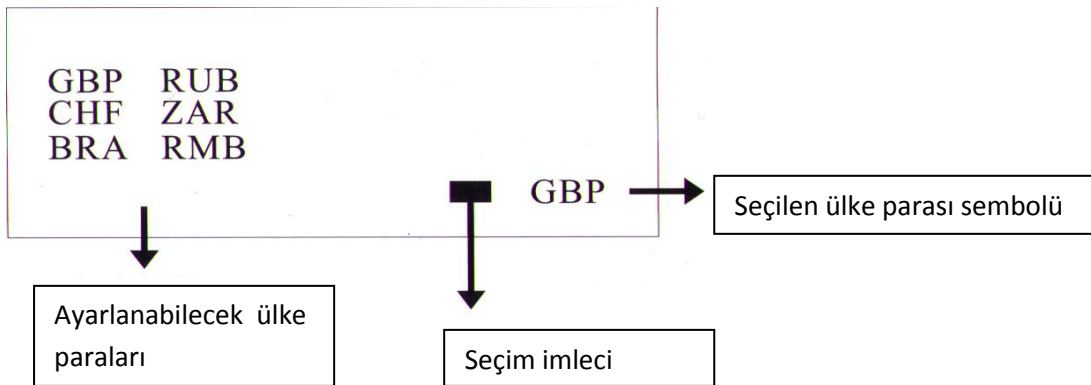 GBP RUB
CHF ZAR
BRA RMB
GBP
Seçilen ülke parası sembolü
Ayarlanabilecek ülke
paraları
Seçim imleci